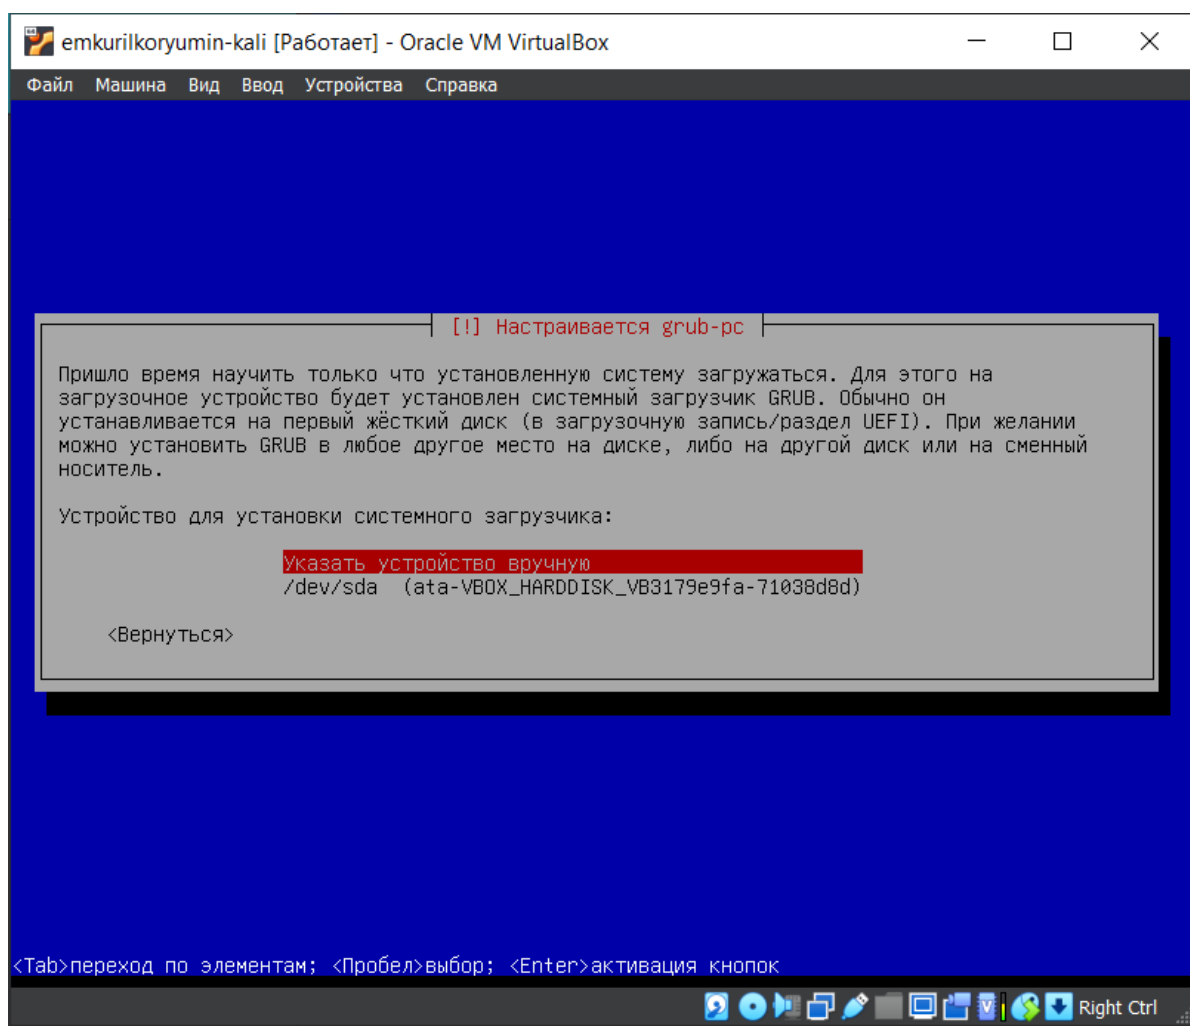 emkurilkoryumin-kali [Работает] - Oracle VM VirtualBox
Файл Машина Вид Ввод Устройства Справка
[!] Настраивается grub-pc
Пришло время научить только что установленную систему загружаться. Для этого на
загрузочное устройство будет установлен системный загрузчик GRUB. Обычно он
устанавливается на первый жёсткий диск (в загрузочную запись/раздел UEFI). При желании
можно установить GRUB в любое другое место на диске, либо на другой диск или на сменный
носитель.
Устройство для установки системного загрузчика:
Указать устройство вручную
/dev/sda (ata-VBOX_HARDDISK_VB3179e9fa-71038d8d)
<Вернуться>
<Tab>переход по элементам; <Пробел>выбор; <Enter>активация кнопок
Right Ctrl